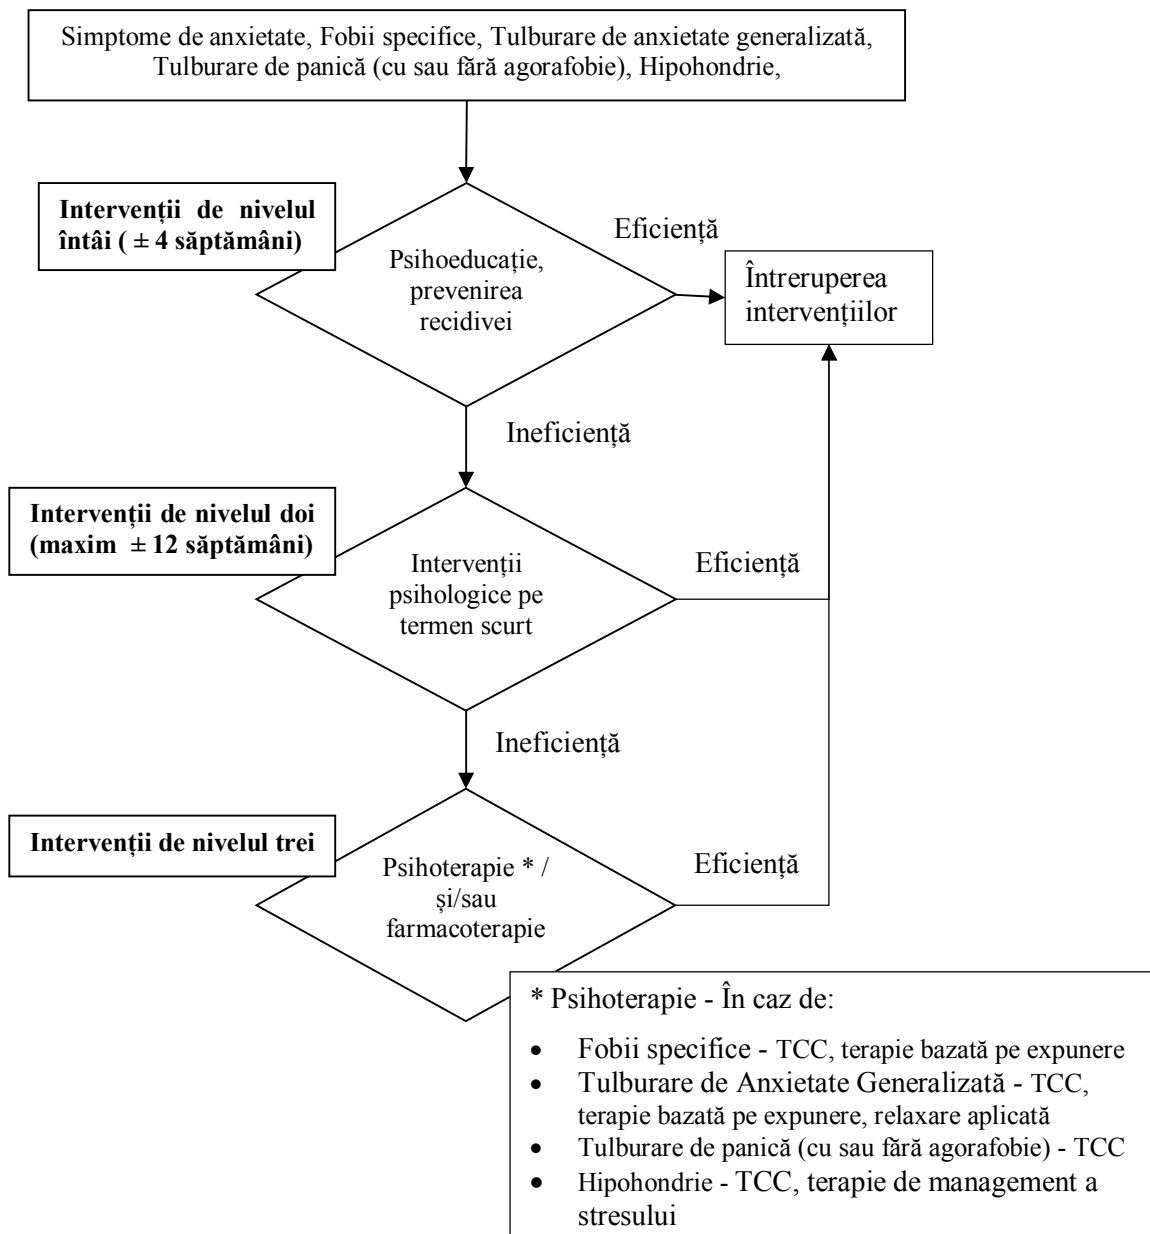 Simptome de anxietate, Fobii specifice, Tulburare de anxietate generalizată,
Tulburare de panică (cu sau fără agorafobie), Hipohondrie,
Intervenții de nivelul
întâi ( ± 4 săptămâni)
Eficiență
Psihoeducație,
prevenirea
recidivei
Întreruperea
intervențiilor
Ineficiență
Intervenții de nivelul doi
(maxim ± 12 săptămâni)
Intervenții
psihologice pe
termen scurt
Eficiență
Ineficiență
Intervenții de nivelul trei
Psihoterapie * /
și/sau
farmacoterapie
Eficiență
* Psihoterapie - În caz de:
• Fobii specifice - TCC, terapie bazată pe expunere
• Tulburare de Anxietate Generalizată - TCC,
terapie bazată pe expunere, relaxare aplicată
• Tulburare de panică (cu sau fără agorafobie) - TCC
• Hipohondrie - TCC, terapie de management a
stresului